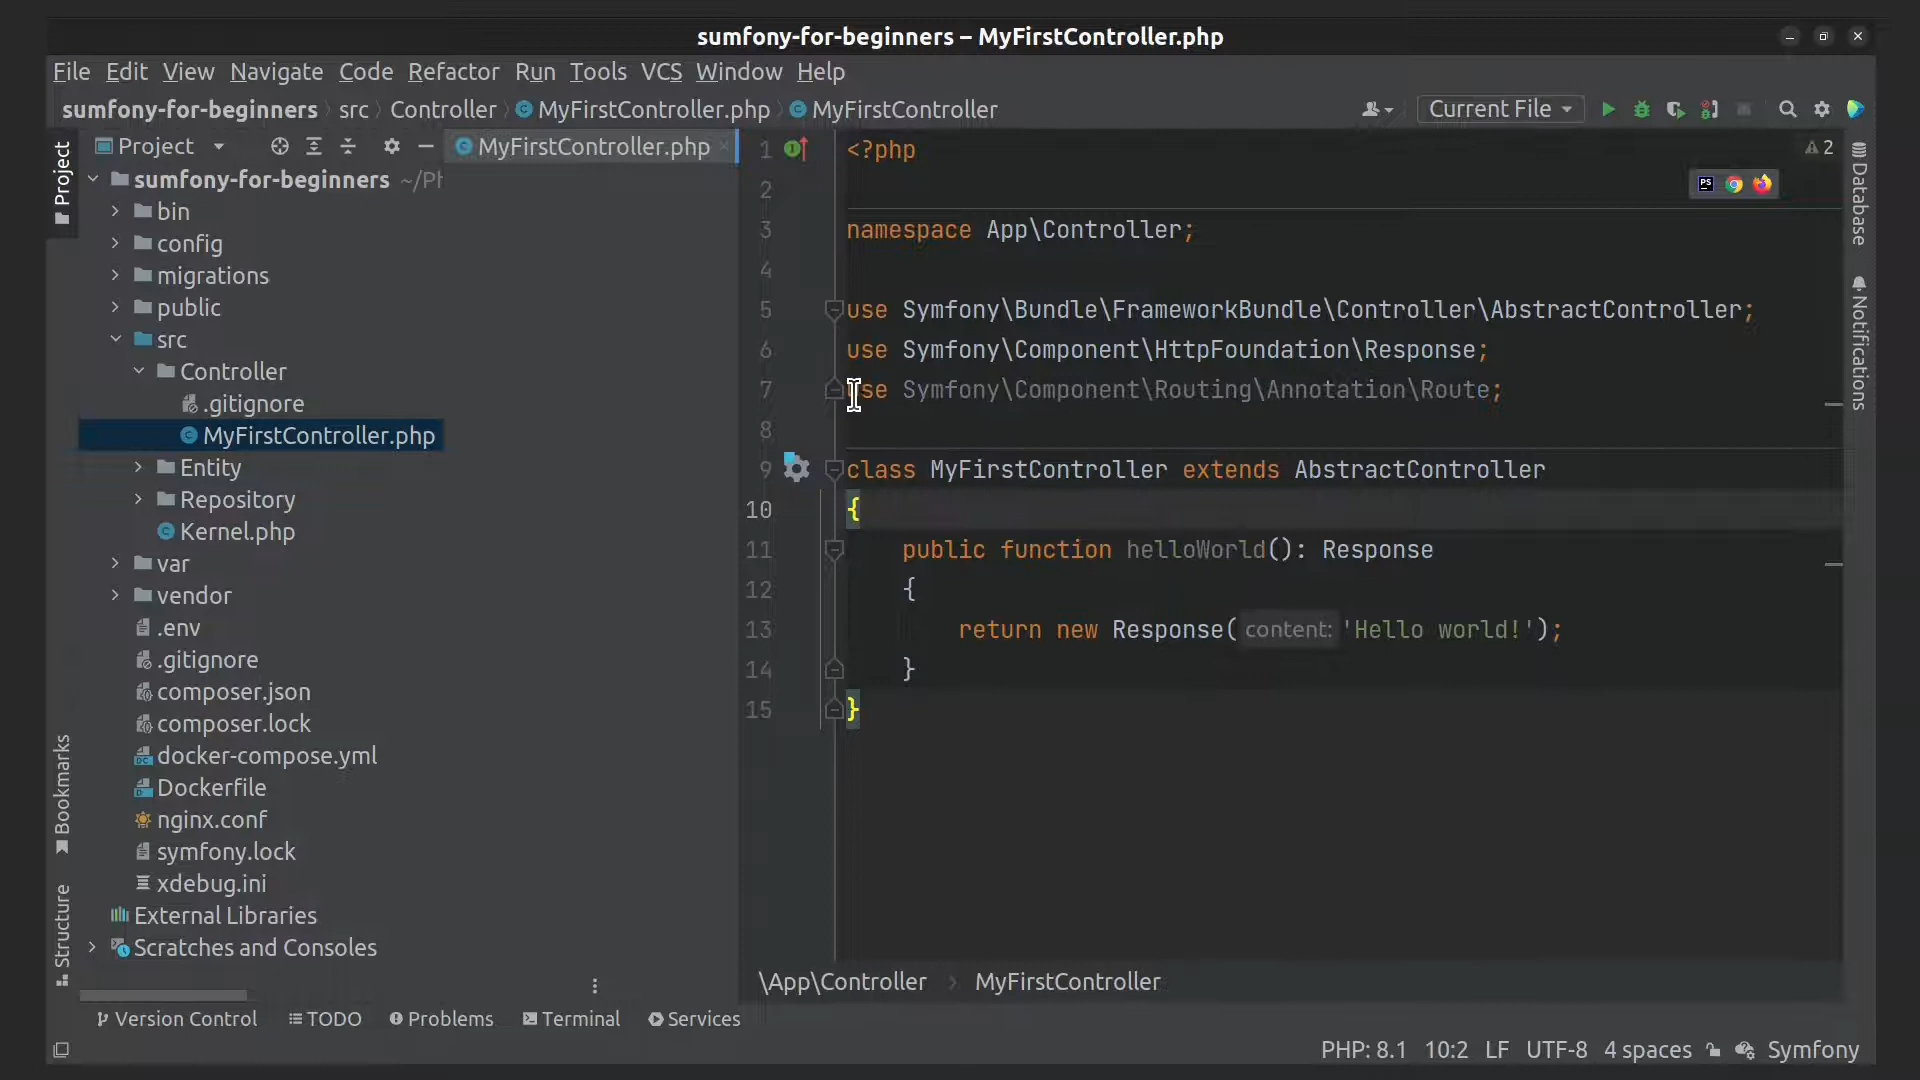 sumfony-for-beginners – MyFirstController.php
File Edit View Navigate Code Refactor Run Tools VCS Window Help
sumfony-for-beginners src Controller MyFirstController.php MyFirstController
Current File
Project
Project
MyFirstController.php
sumfony-for-beginners ~/Ph
bin
config
migrations
public
src
Controller
.gitignore
MyFirstController.php
Entity
Repository
Kernel.php
var
vendor
.env
.gitignore
composer.json
composer.lock
docker-compose.yml
Dockerfile
nginx.conf
symfony.lock
xdebug.ini
External Libraries
Scratches and Consoles
Bookmarks
Structure
1 <?php
2
3 namespace App\Controller;
4
5 use Symfony\Bundle\FrameworkBundle\Controller\AbstractController;
6 use Symfony\Component\HttpFoundation\Response;
7 use Symfony\Component\Routing\Annotation\Route;
8
9 class MyFirstController extends AbstractController
10 {
11 public function helloWorld(): Response
12 {
13 return new Response( content: 'Hello world!');
14 }
15 }
2
PS
Database
Notifications
\App\Controller MyFirstController
Version Control TODO Problems Terminal Services
PHP: 8.1 10:2 LF UTF-8 4 spaces Symfony